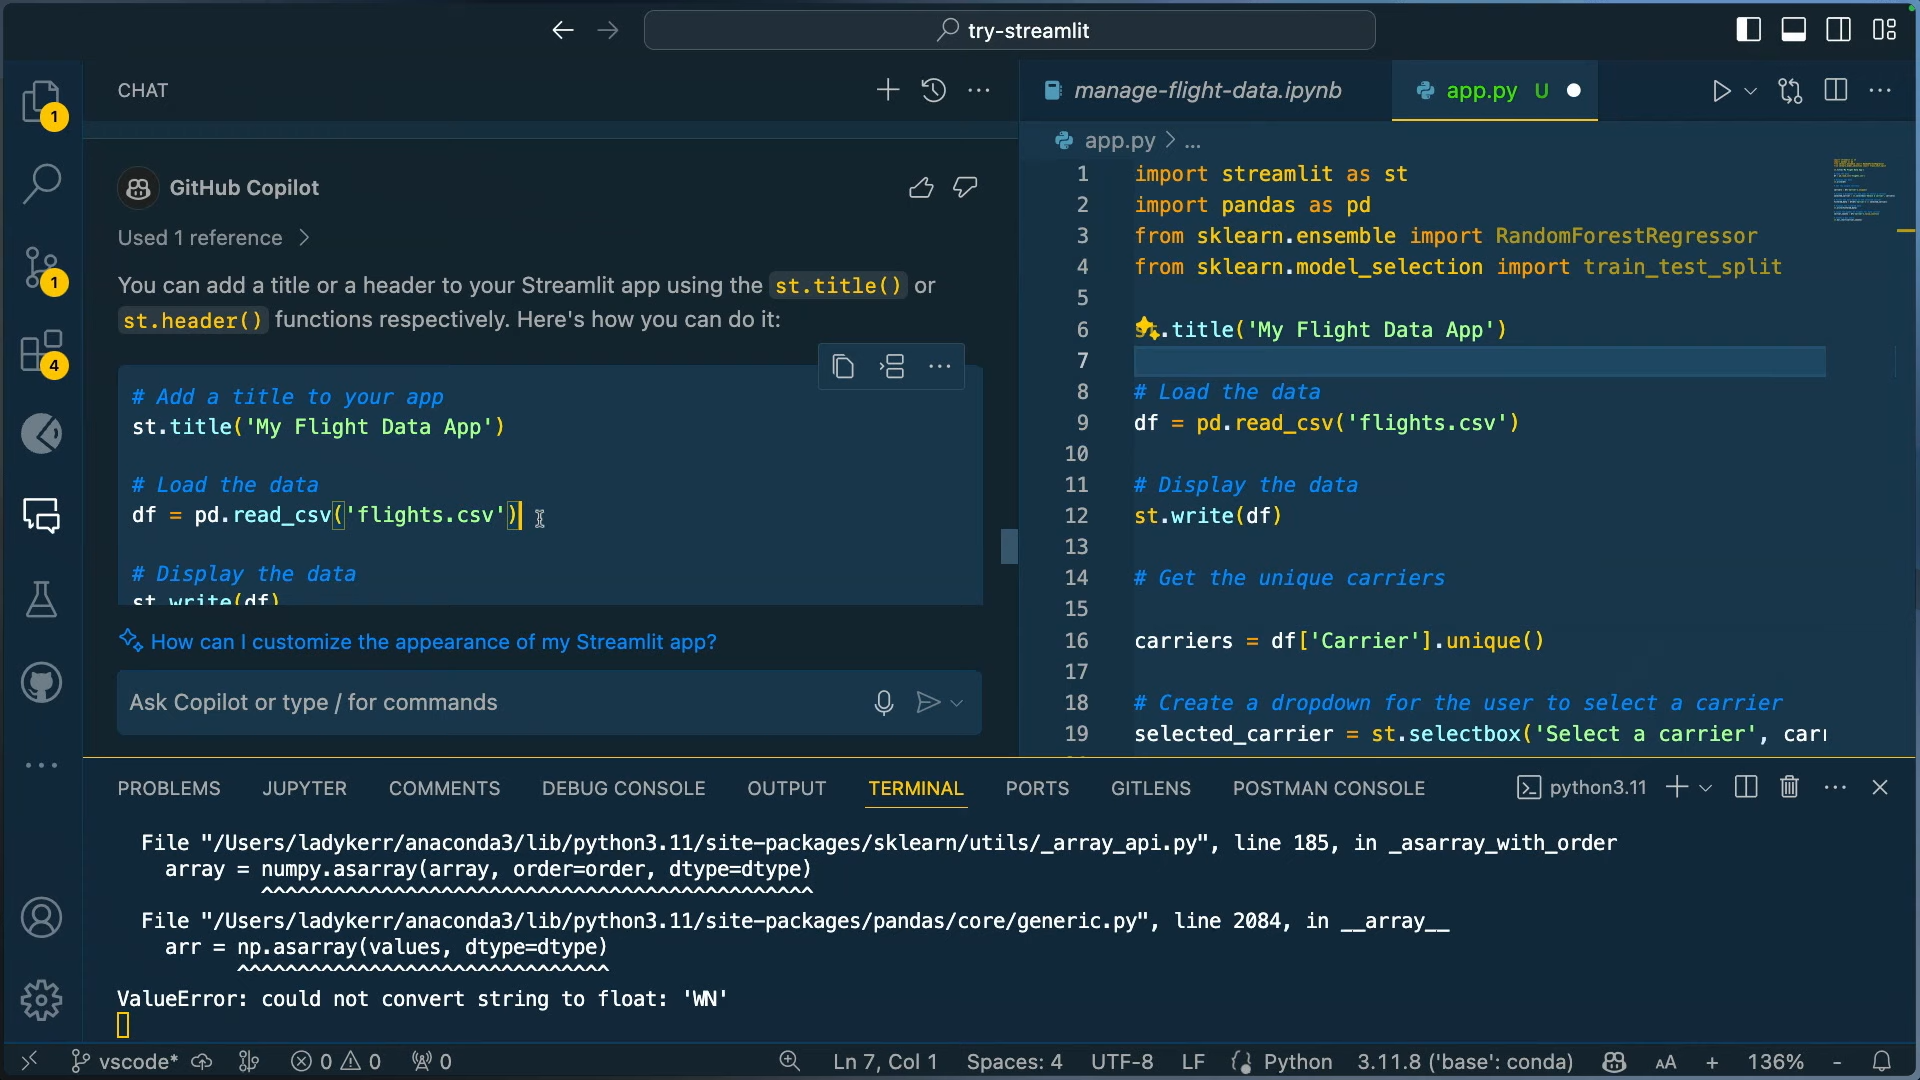 try-streamlit
CHAT
1
1
4
GitHub Copilot
Used 1 reference
You can add a title or a header to your Streamlit app using the st.title() or
st.header() functions respectively. Here's how you can do it:
# Add a title to your app
st.title('My Flight Data App')
# Load the data
df = pd.read_csv('flights.csv')
# Display the data
st.write(df)
How can I customize the appearance of my Streamlit app?
Ask Copilot or type / for commands
manage-flight-data.ipynb
app.py U
app.py > ...
1 import streamlit as st
2 import pandas as pd
3 from sklearn.ensemble import RandomForestRegressor
4 from sklearn.model_selection import train_test_split
5
6 st.title('My Flight Data App')
7
8 # Load the data
9 df = pd.read_csv('flights.csv')
10
11 # Display the data
12 st.write(df)
13
14 # Get the unique carriers
15
16 carriers = df['Carrier'].unique()
17
18 # Create a dropdown for the user to select a carrier
19 selected_carrier = st.selectbox('Select a carrier', carr
PROBLEMS JUPYTER COMMENTS DEBUG CONSOLE OUTPUT TERMINAL PORTS GITLENS POSTMAN CONSOLE python3.11
File "/Users/ladykerr/anaconda3/lib/python3.11/site-packages/sklearn/utils/_array_api.py", line 185, in _asarray_with_order
array = numpy.asarray(array, order=order, dtype=dtype)
^^^^^^^^^^^^^^^^^^^^^^^^^^^^^^^^^^^^^^^^^^^^^^
File "/Users/ladykerr/anaconda3/lib/python3.11/site-packages/pandas/core/generic.py", line 2084, in __array__
arr = np.asarray(values, dtype=dtype)
^^^^^^^^^^^^^^^^^^^^^^^^^^^^^^^
ValueError: could not convert string to float: 'WN'
vscode* 0 0 0 Ln 7, Col 1 Spaces: 4 UTF-8 LF Python 3.11.8 ('base': conda) AA + 136% -